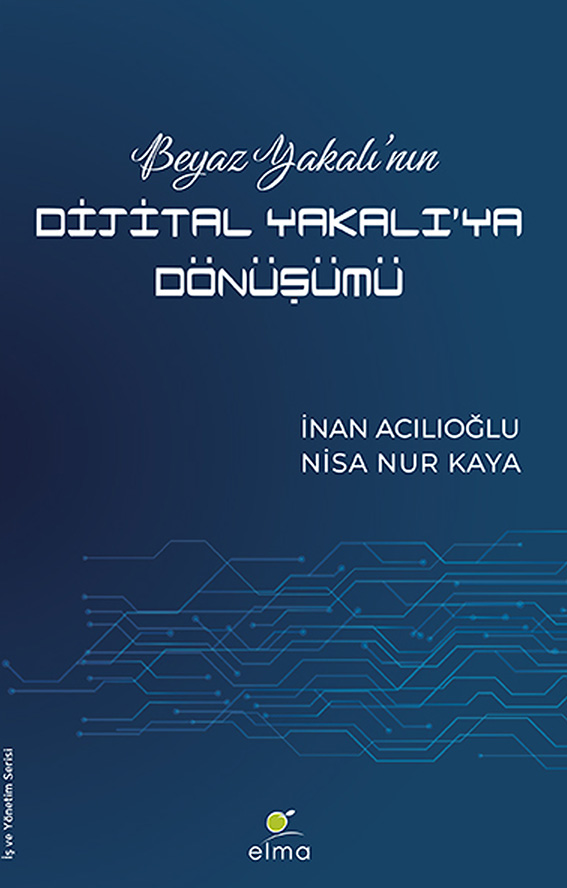 Beyaz Yakalı'nın
DİJİTAL YAKALI'YA
DÖNÜŞÜMÜ
İNAN ACILIOĞLU
NİSA NUR KAYA
İş ve Yönetim Serisi
elma